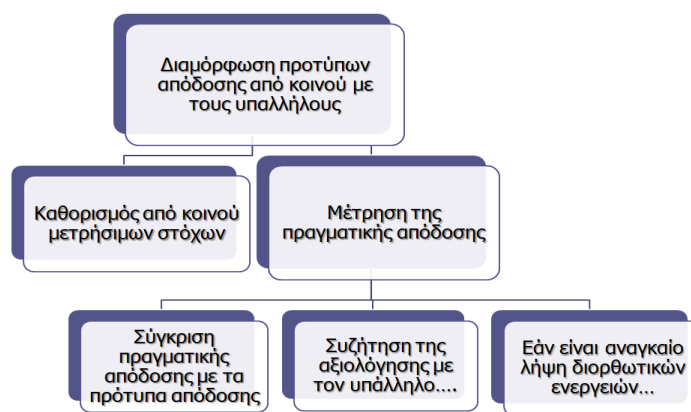 Διαμόρφωση προτύπων
απόδοσης από κοινού με
τους υπαλλήλους
Καθορισμός από κοινού
μετρήσιμων στόχων
Μέτρηση της
πραγματικής απόδοσης
Σύγκριση
πραγματικής
απόδοσης με τα
πρότυπα απόδοσης
Συζήτηση της
αξιολόγησης με
τον υπάλληλο….
Εάν είναι αναγκαίο
λήψη διορθωτικών
ενεργειών…